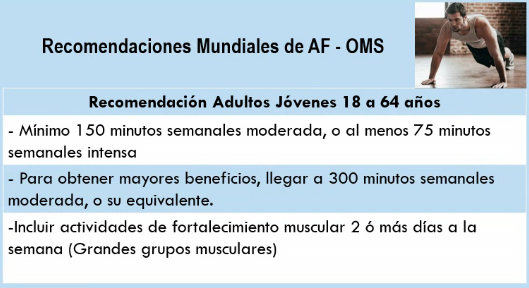 Recomendaciones Mundiales de AF - OMS
Recomendación Adultos Jóvenes 18 a 64 años
- Mínimo 150 minutos semanales moderada, o al menos 75 minutos
semanales intensa
- Para obtener mayores beneficios, llegar a 300 minutos semanales
moderada, o su equivalente.
-Incluir actividades de fortalecimiento muscular 2 ó más días a la
semana (Grandes grupos musculares)